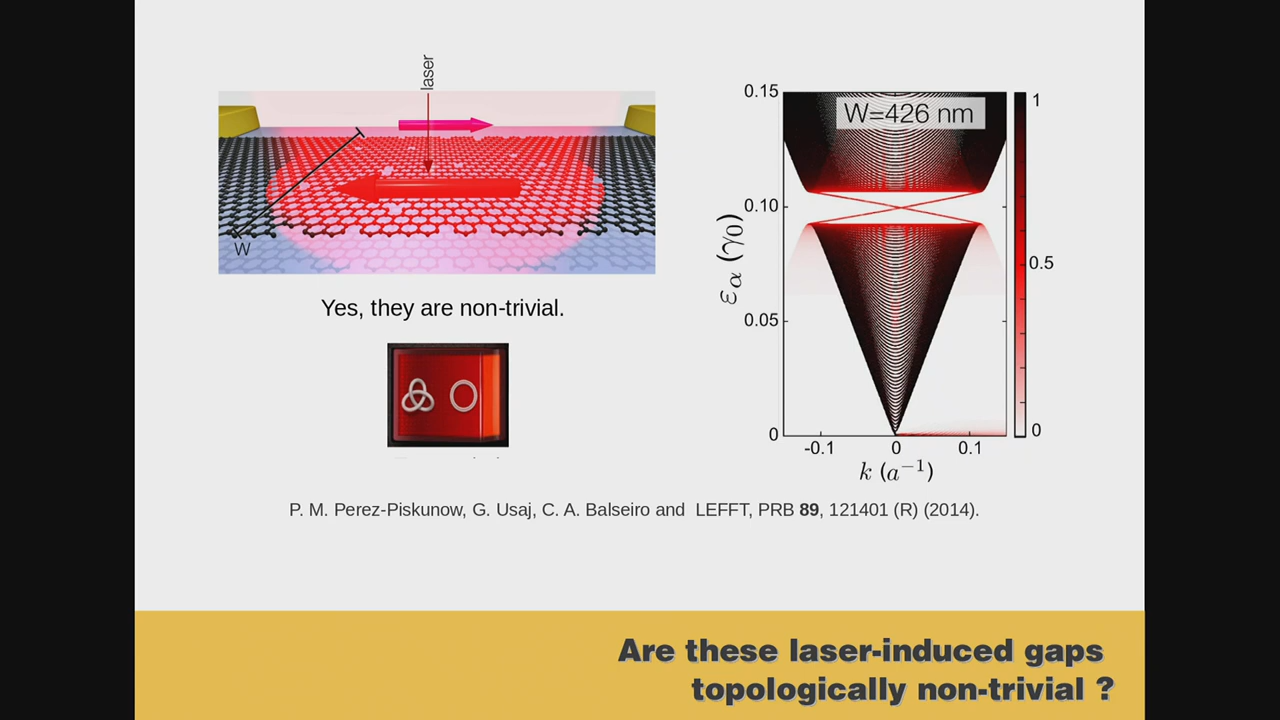 laser
W
Yes, they are non-trivial.
W=426 nm
0.15
0.10
0.05
0
-0.1
0
0.1
εα (γ0)
k (a⁻¹)
1
0.5
0
P. M. Perez-Piskunow, G. Usaj, C. A. Balseiro and LEFFT, PRB 89, 121401 (R) (2014).
Are these laser-induced gaps
topologically non-trivial ?